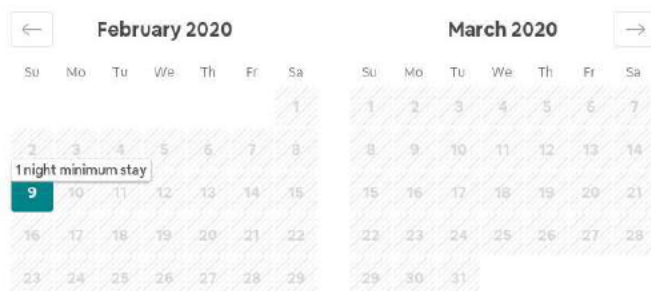 ← February 2020
Su Mo Tu We Th Fr Sa
1
2 3 4 5 6 7 8
1 night minimum stay
9 10 11 12 13 14 15
16 17 18 19 20 21 22
23 24 25 26 27 28 29
March 2020 →
Su Mo Tu We Th Fr Sa
1 2 3 4 5 6 7
8 9 10 11 12 13 14
15 16 17 18 19 20 21
22 23 24 25 26 27 28
29 30 31